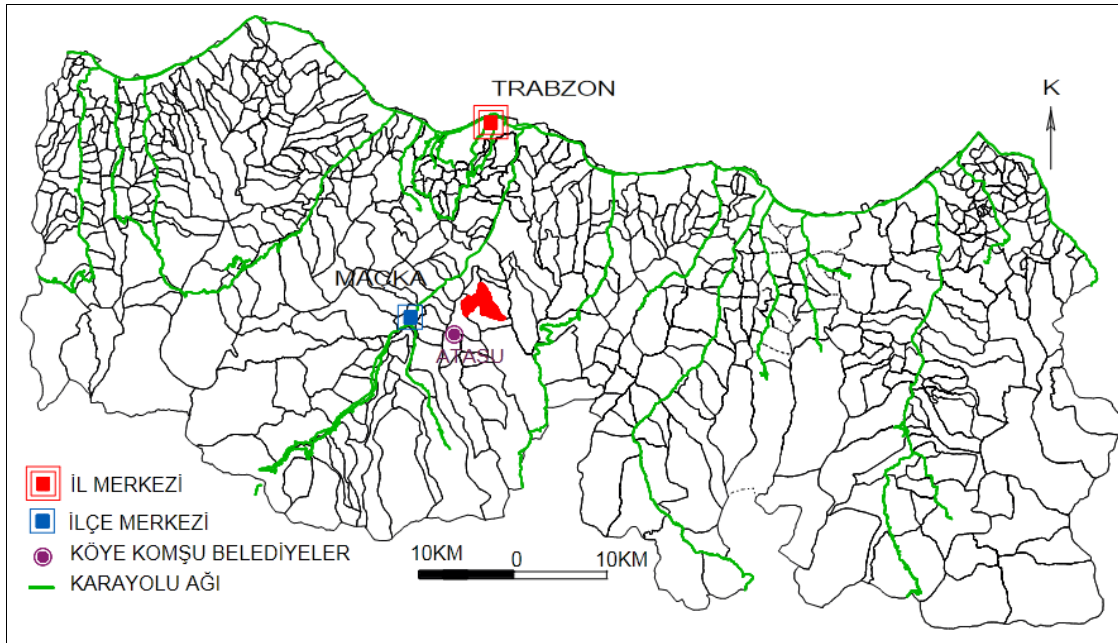 TRABZON
K
MAÇKA
ATASU
İL MERKEZİ
İLÇE MERKEZİ
KÖYE KOMŞU BELEDİYELER
KARAYOLU AĞI
10KM 0 10KM